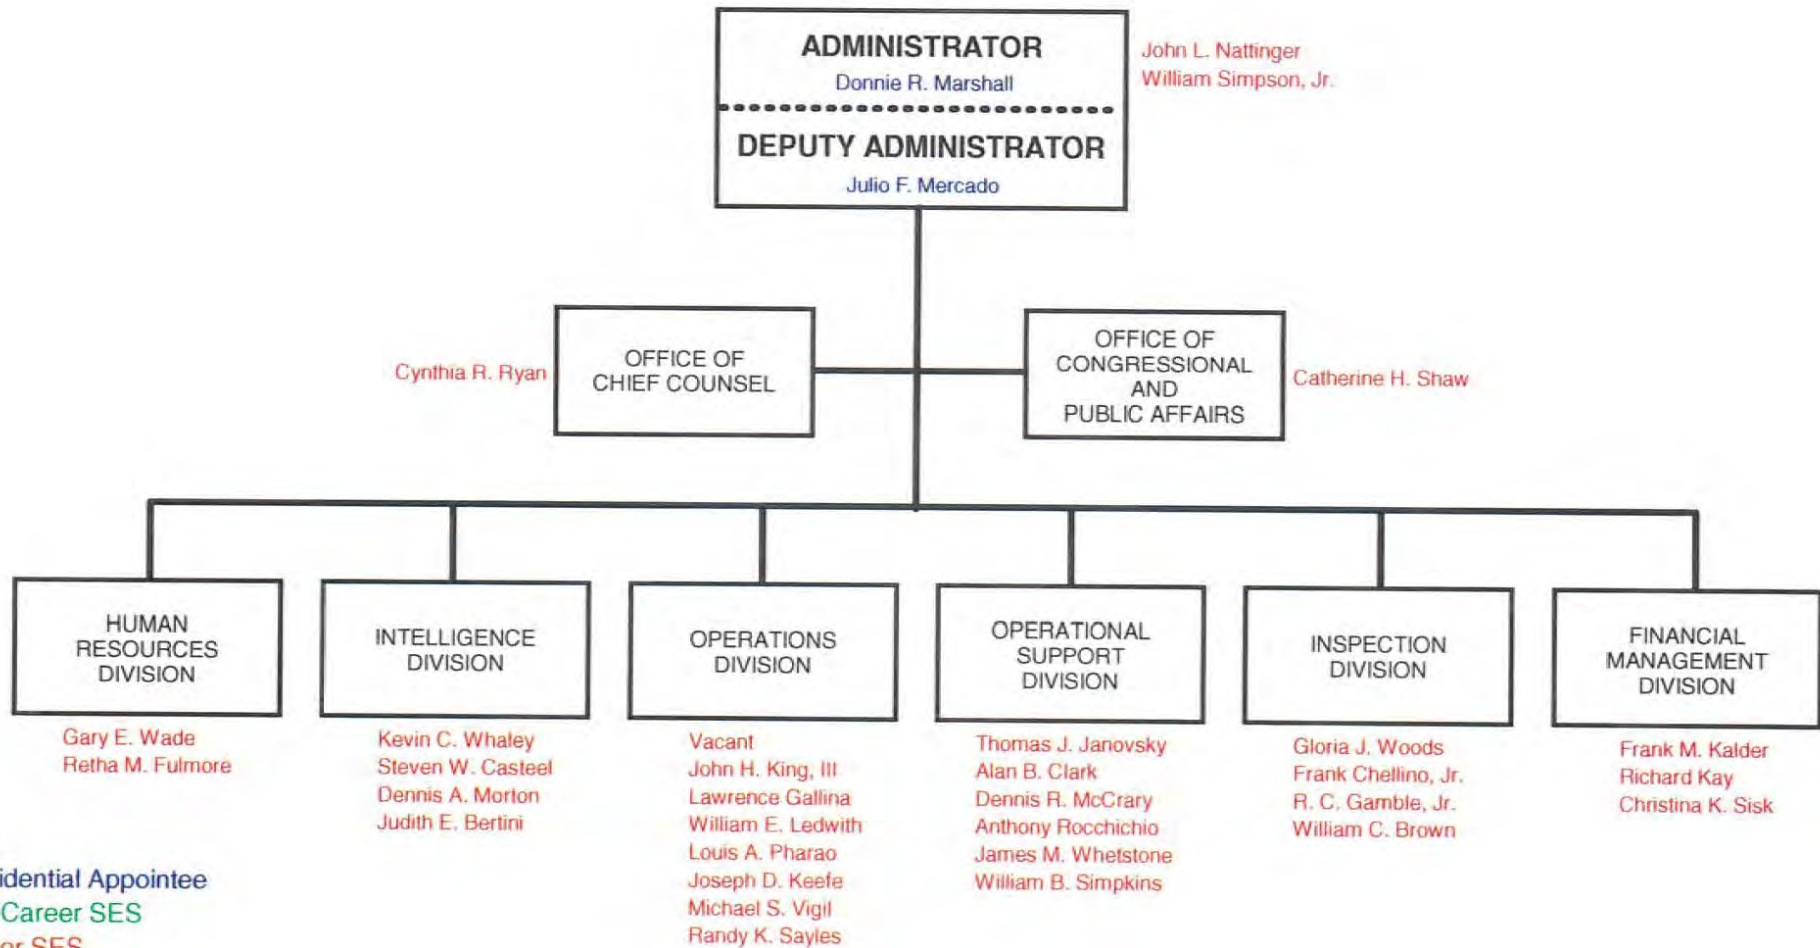 ADMINISTRATOR
Donnie R. Marshall
DEPUTY ADMINISTRATOR
Julio F. Mercado
John L. Nattinger
William Simpson, Jr.
Cynthia R. Ryan
OFFICE OF
CHIEF COUNSEL
OFFICE OF
CONGRESSIONAL
AND
PUBLIC AFFAIRS
Catherine H. Shaw
HUMAN
RESOURCES
DIVISION
Gary E. Wade
Retha M. Fulmore
INTELLIGENCE
DIVISION
Kevin C. Whaley
Steven W. Casteel
Dennis A. Morton
Judith E. Bertini
OPERATIONS
DIVISION
Vacant
John H. King, III
Lawrence Gallina
William E. Ledwith
Louis A. Pharao
Joseph D. Keefe
Michael S. Vigil
Randy K. Sayles
OPERATIONAL
SUPPORT
DIVISION
Thomas J. Janovsky
Alan B. Clark
Dennis R. McCrary
Anthony Rocchichio
James M. Whetstone
William B. Simpkins
INSPECTION
DIVISION
Gloria J. Woods
Frank Chellino, Jr.
R. C. Gamble, Jr.
William C. Brown
FINANCIAL
MANAGEMENT
DIVISION
Frank M. Kalder
Richard Kay
Christina K. Sisk
idential Appointee
Career SES
er SES